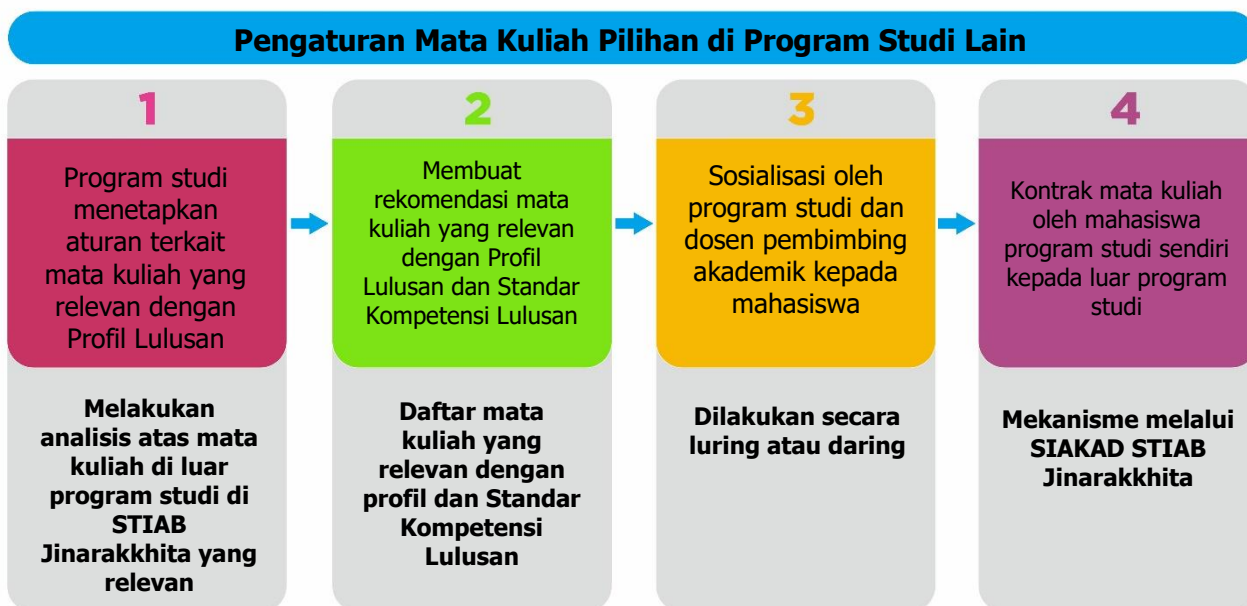 Pengaturan Mata Kuliah Pilihan di Program Studi Lain
1
Program studi
menetapkan
aturan terkait
mata kuliah yang
relevan dengan
Profil Lulusan
Melakukan
analisis atas mata
kuliah di luar
program studi di
STIAB
Jinarakkhita yang
relevan
2
Membuat
rekomendasi mata
kuliah yang relevan
dengan Profil
Lulusan dan Standar
Kompetensi Lulusan
Daftar mata
kuliah yang
relevan dengan
profil dan Standar
Kompetensi
Lulusan
3
Sosialisasi oleh
program studi dan
dosen pembimbing
akademik kepada
mahasiswa
Dilakukan secara
luring atau daring
4
Kontrak mata kuliah
oleh mahasiswa
program studi sendiri
kepada luar program
studi
Mekanisme melalui
SIAKAD STIAB
Jinarakkhita